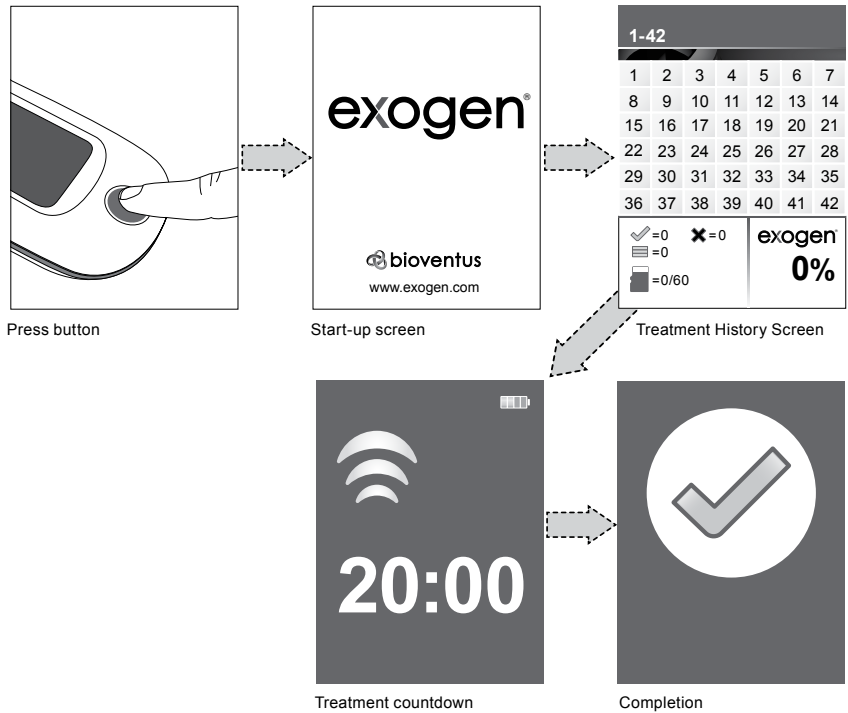 Press button
exogen®
bioventus
www.exogen.com
Start-up screen
1-42
1 2 3 4 5 6 7
8 9 10 11 12 13 14
15 16 17 18 19 20 21
22 23 24 25 26 27 28
29 30 31 32 33 34 35
36 37 38 39 40 41 42
=0 =0
=0
=0/60
exogen
0%
Treatment History Screen
20:00
Treatment countdown
Completion